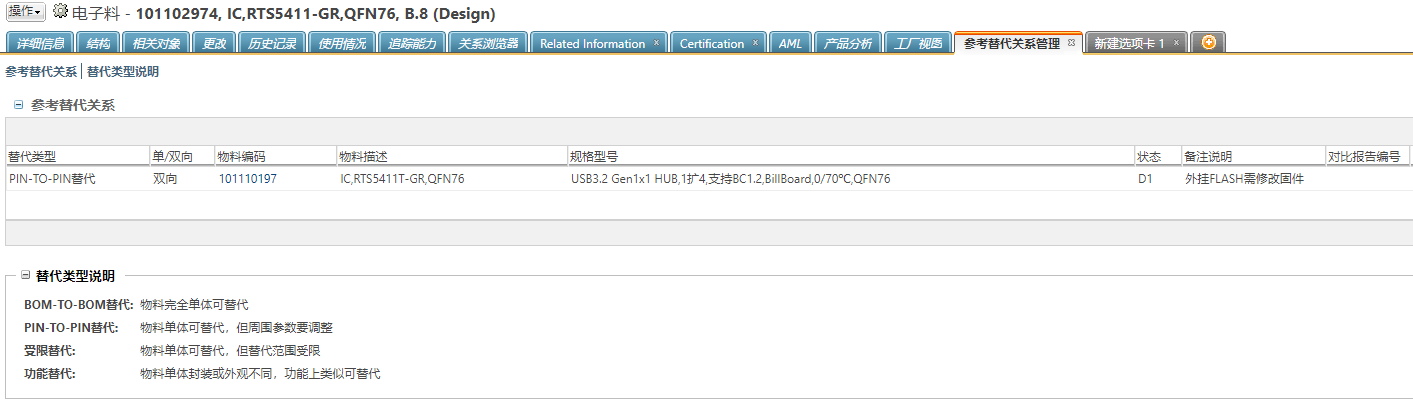 操作 电子料 - 101102974, IC,RTS5411-GR,QFN76, B.8 (Design)
详细信息 结构 相关对象 更改 历史记录 使用情况 追踪能力 关系浏览器 Related Information Certification AML 产品分析 工厂视图 参考替代关系管理 新建选项卡 1
参考替代关系 替代类型说明
参考替代关系
替代类型 单/双向 物料编码 物料描述 规格型号 状态 备注说明 对比报告编号
PIN-TO-PIN替代 双向 101110197 IC,RTS5411T-GR,QFN76 USB3.2 Gen1x1 HUB,1扩4,支持BC1.2,BillBoard,0/70℃,QFN76 D1 外挂FLASH需修改固件
替代类型说明
BOM-TO-BOM替代: 物料完全单体可替代
PIN-TO-PIN替代: 物料单体可替代，但周围参数要调整
受限替代: 物料单体可替代，但替代范围受限
功能替代: 物料单体封装或外观不同，功能上类似可替代